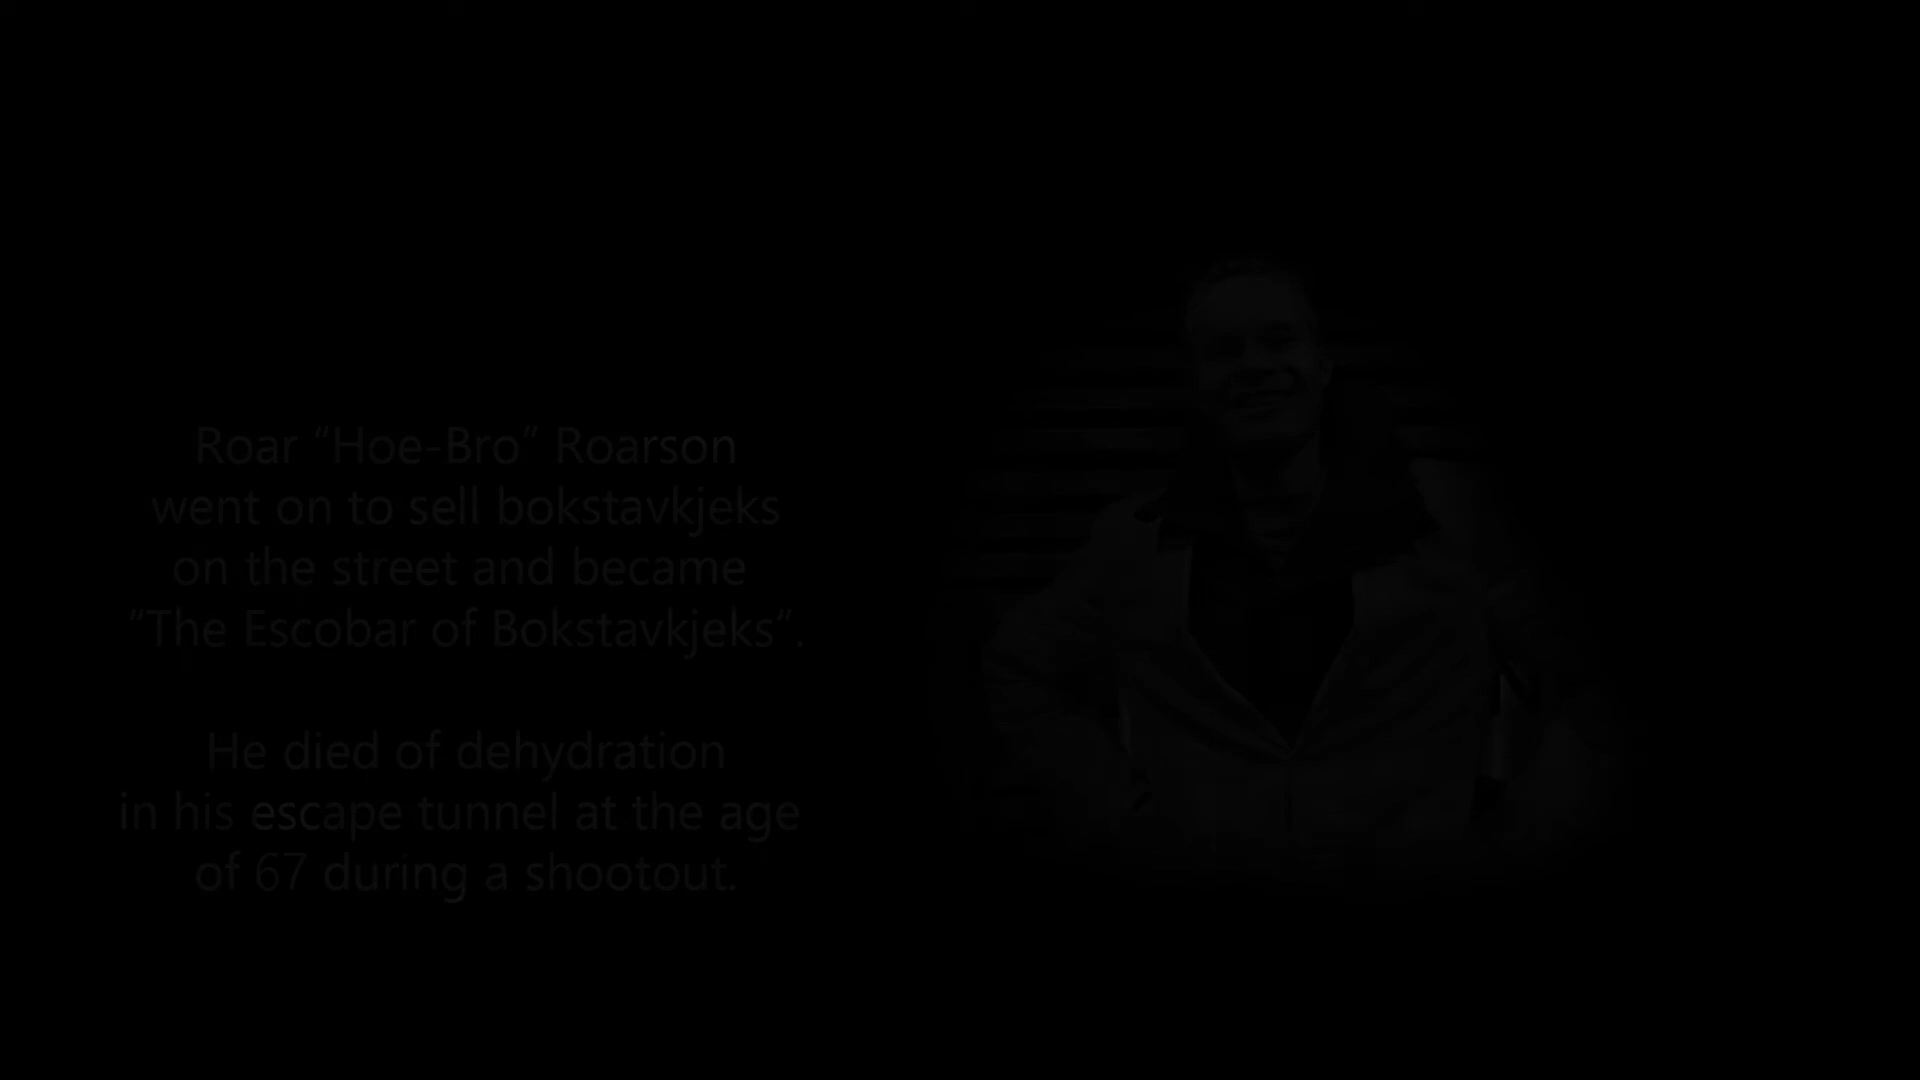 Roar “Hoe-Bro” Roarson
went on to sell bokstavkjeks
on the street and became
“The Escobar of Bokstavkjeks”.
He died of dehydration
in his escape tunnel at the age
of 67 during a shootout.